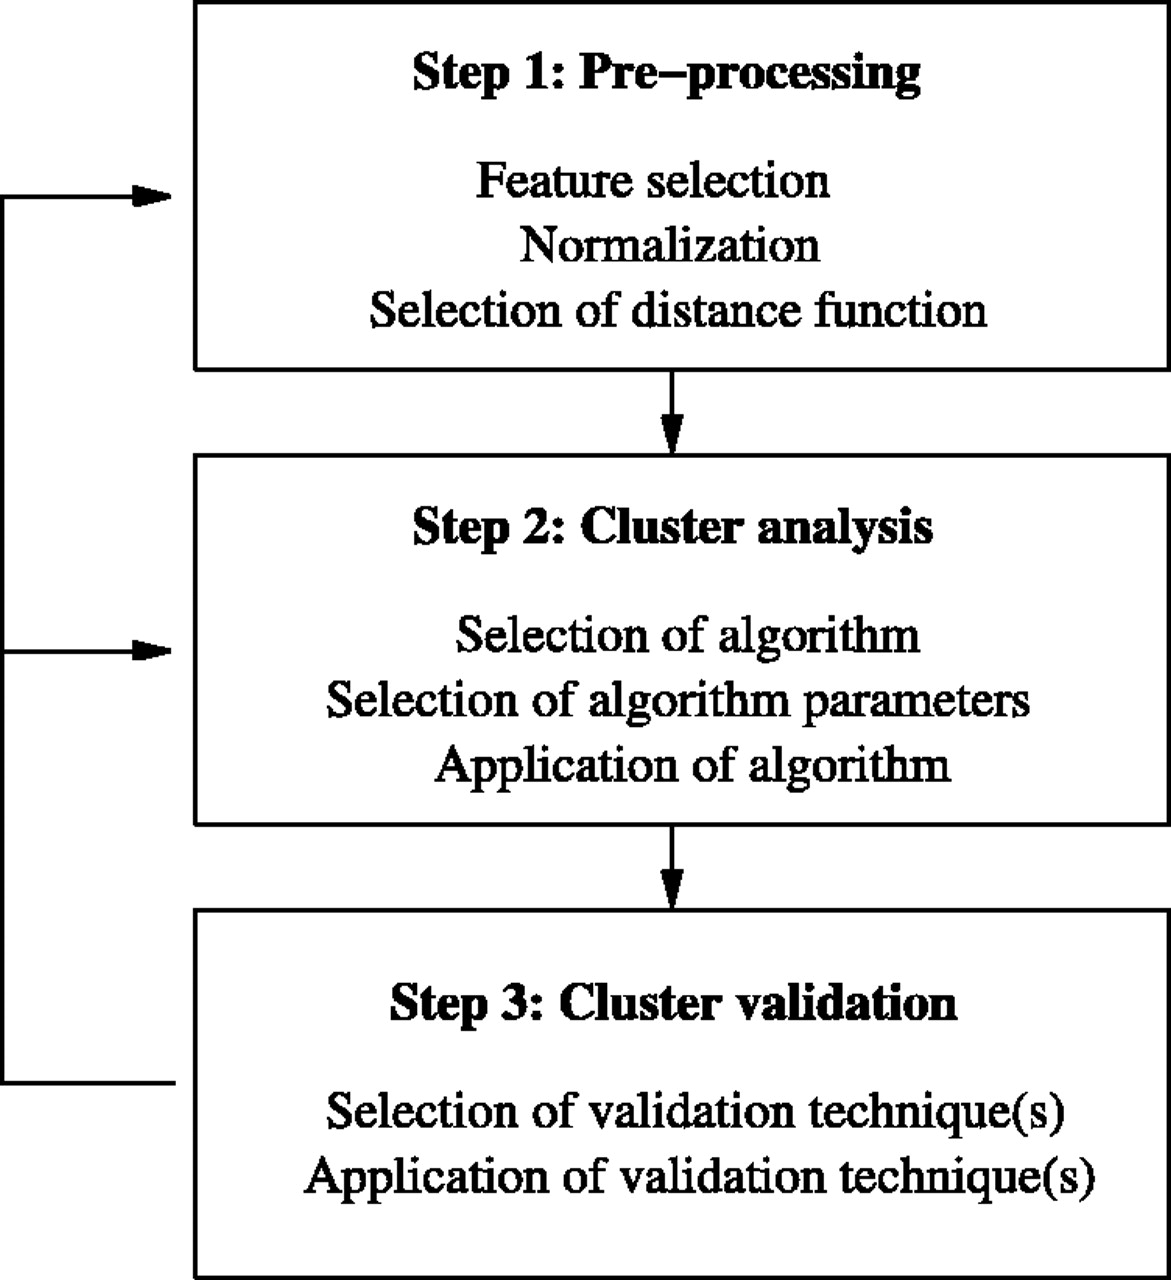 Step 1: Pre−processing
Feature selection
Normalization
Selection of distance function
Step 2: Cluster analysis
Selection of algorithm
Selection of algorithm parameters
Application of algorithm
Step 3: Cluster validation
Selection of validation technique(s)
Application of validation technique(s)